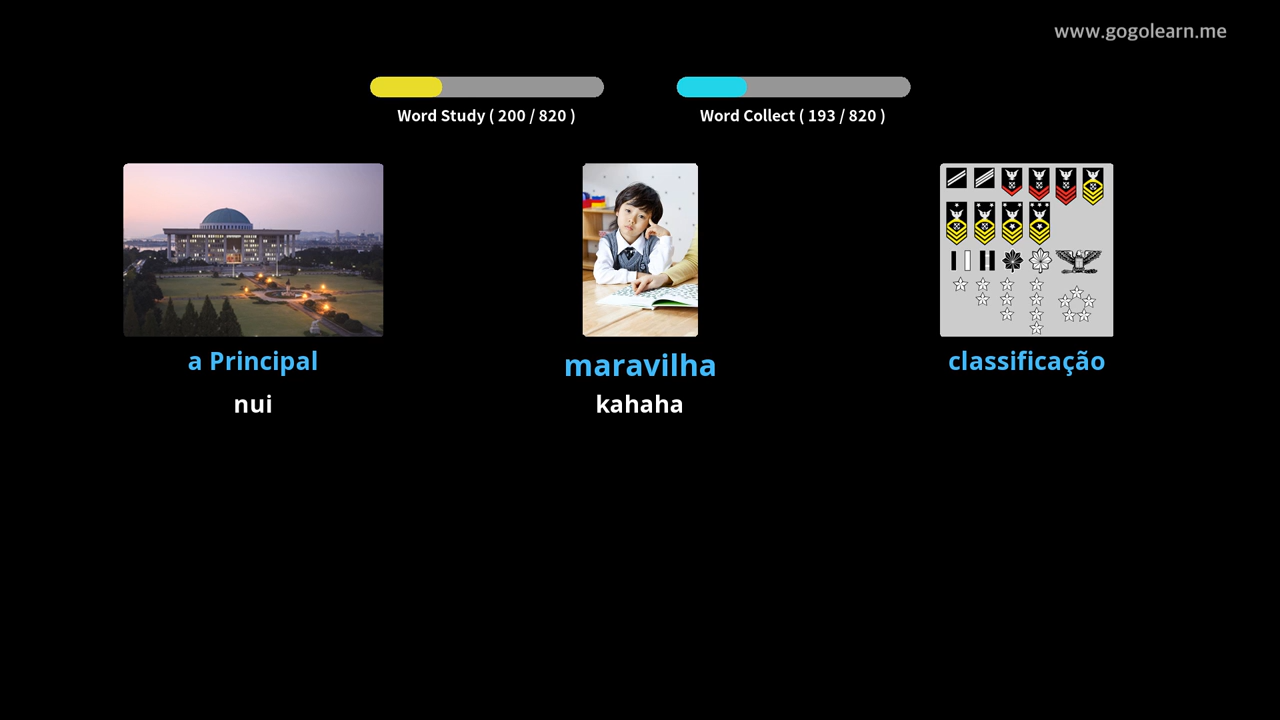 www.gogolearn.me
Word Study ( 200 / 820 )
Word Collect ( 193 / 820 )
a Principal
maravilha
classificação
nui
kahaha